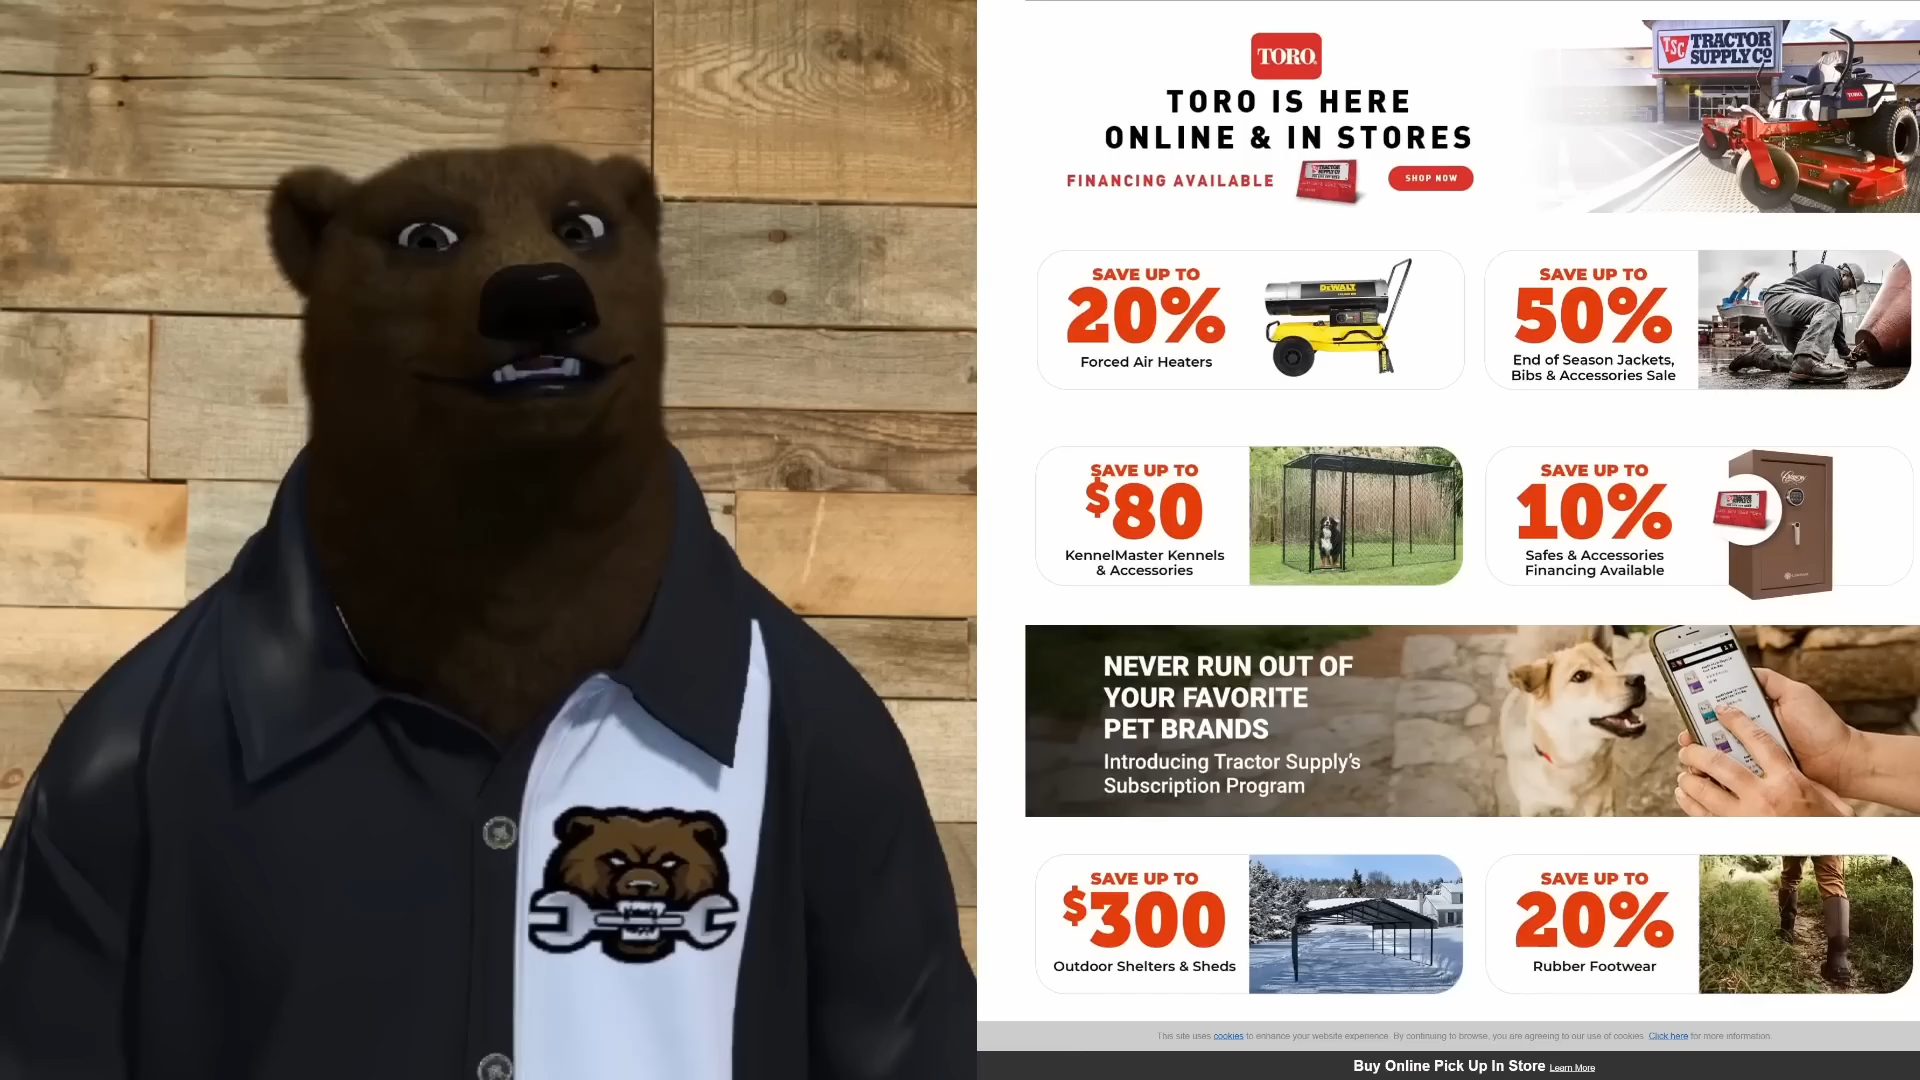 TORO
TORO IS HERE
ONLINE & IN STORES
FINANCING AVAILABLE
SHOP NOW
TSC TRACTOR
SUPPLY CO
SAVE UP TO
20%
Forced Air Heaters
DEWALT
SAVE UP TO
50%
End of Season Jackets,
Bibs & Accessories Sale
SAVE UP TO
$80
KennelMaster Kennels
& Accessories
SAVE UP TO
10%
Safes & Accessories
Financing Available
Cannon
NEVER RUN OUT OF
YOUR FAVORITE
PET BRANDS
Introducing Tractor Supply’s
Subscription Program
SAVE UP TO
$300
Outdoor Shelters & Sheds
SAVE UP TO
20%
Rubber Footwear
This site uses cookies to enhance your website experience. By continuing to browse, you are agreeing to our use of cookies. Click here for more information.
Buy Online Pick Up In Store Learn More